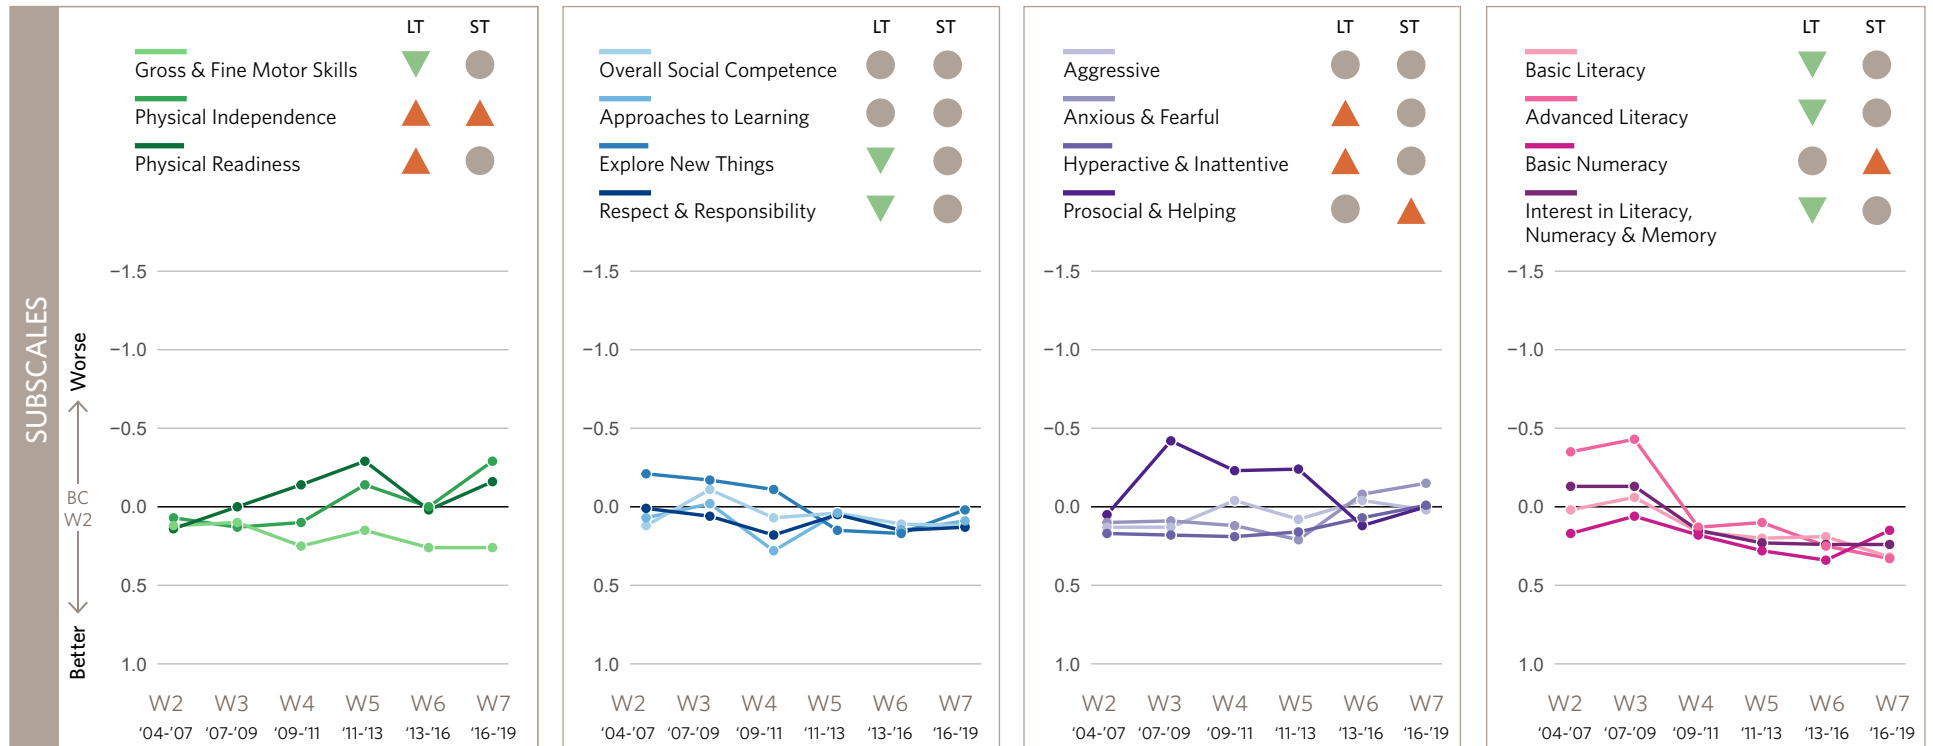 SUBSCALES
Worse
BC
W2
Better
LT ST
Gross & Fine Motor Skills
Physical Independence
Physical Readiness
−1.5
−1.0
−0.5
0.0
0.5
1.0
W2 W3 W4 W5 W6 W7
‘04-’07 ‘07-’09 ‘09-’11 ‘11-’13 ‘13-’16 ‘16-’19
LT ST
Overall Social Competence
Approaches to Learning
Explore New Things
Respect & Responsibility
−1.5
−1.0
−0.5
0.0
0.5
1.0
W2 W3 W4 W5 W6 W7
‘04-’07 ‘07-’09 ‘09-’11 ‘11-’13 ‘13-’16 ‘16-’19
LT ST
Aggressive
Anxious & Fearful
Hyperactive & Inattentive
Prosocial & Helping
−1.5
−1.0
−0.5
0.0
0.5
1.0
W2 W3 W4 W5 W6 W7
‘04-’07 ‘07-’09 ‘09-’11 ‘11-’13 ‘13-’16 ‘16-’19
LT ST
Basic Literacy
Advanced Literacy
Basic Numeracy
Interest in Literacy,
Numeracy & Memory
−1.5
−1.0
−0.5
0.0
0.5
1.0
W2 W3 W4 W5 W6 W7
‘04-’07 ‘07-’09 ‘09-’11 ‘11-’13 ‘13-’16 ‘16-’19